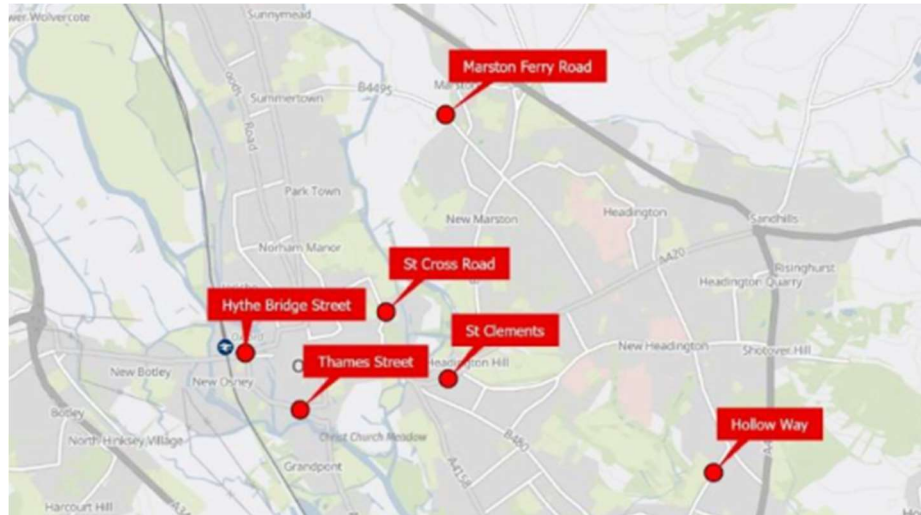 Sunnymead
Marston Ferry Road
B4495
Summertown
Road
Park Town
New Marston
Headington
Sandhills
Norham Manor
St Cross Road
A420
Risinghurst
Headington Quarry
Hythe Bridge Street
St Clements
Thames Street
Headington Hill
New Headington
Shotover Hill
New Botley
New Osney
Botley
North Hinksey Village
Christ Church Meadow
B480
Hollow Way
Grandpont
A4158
Harcourt Hill